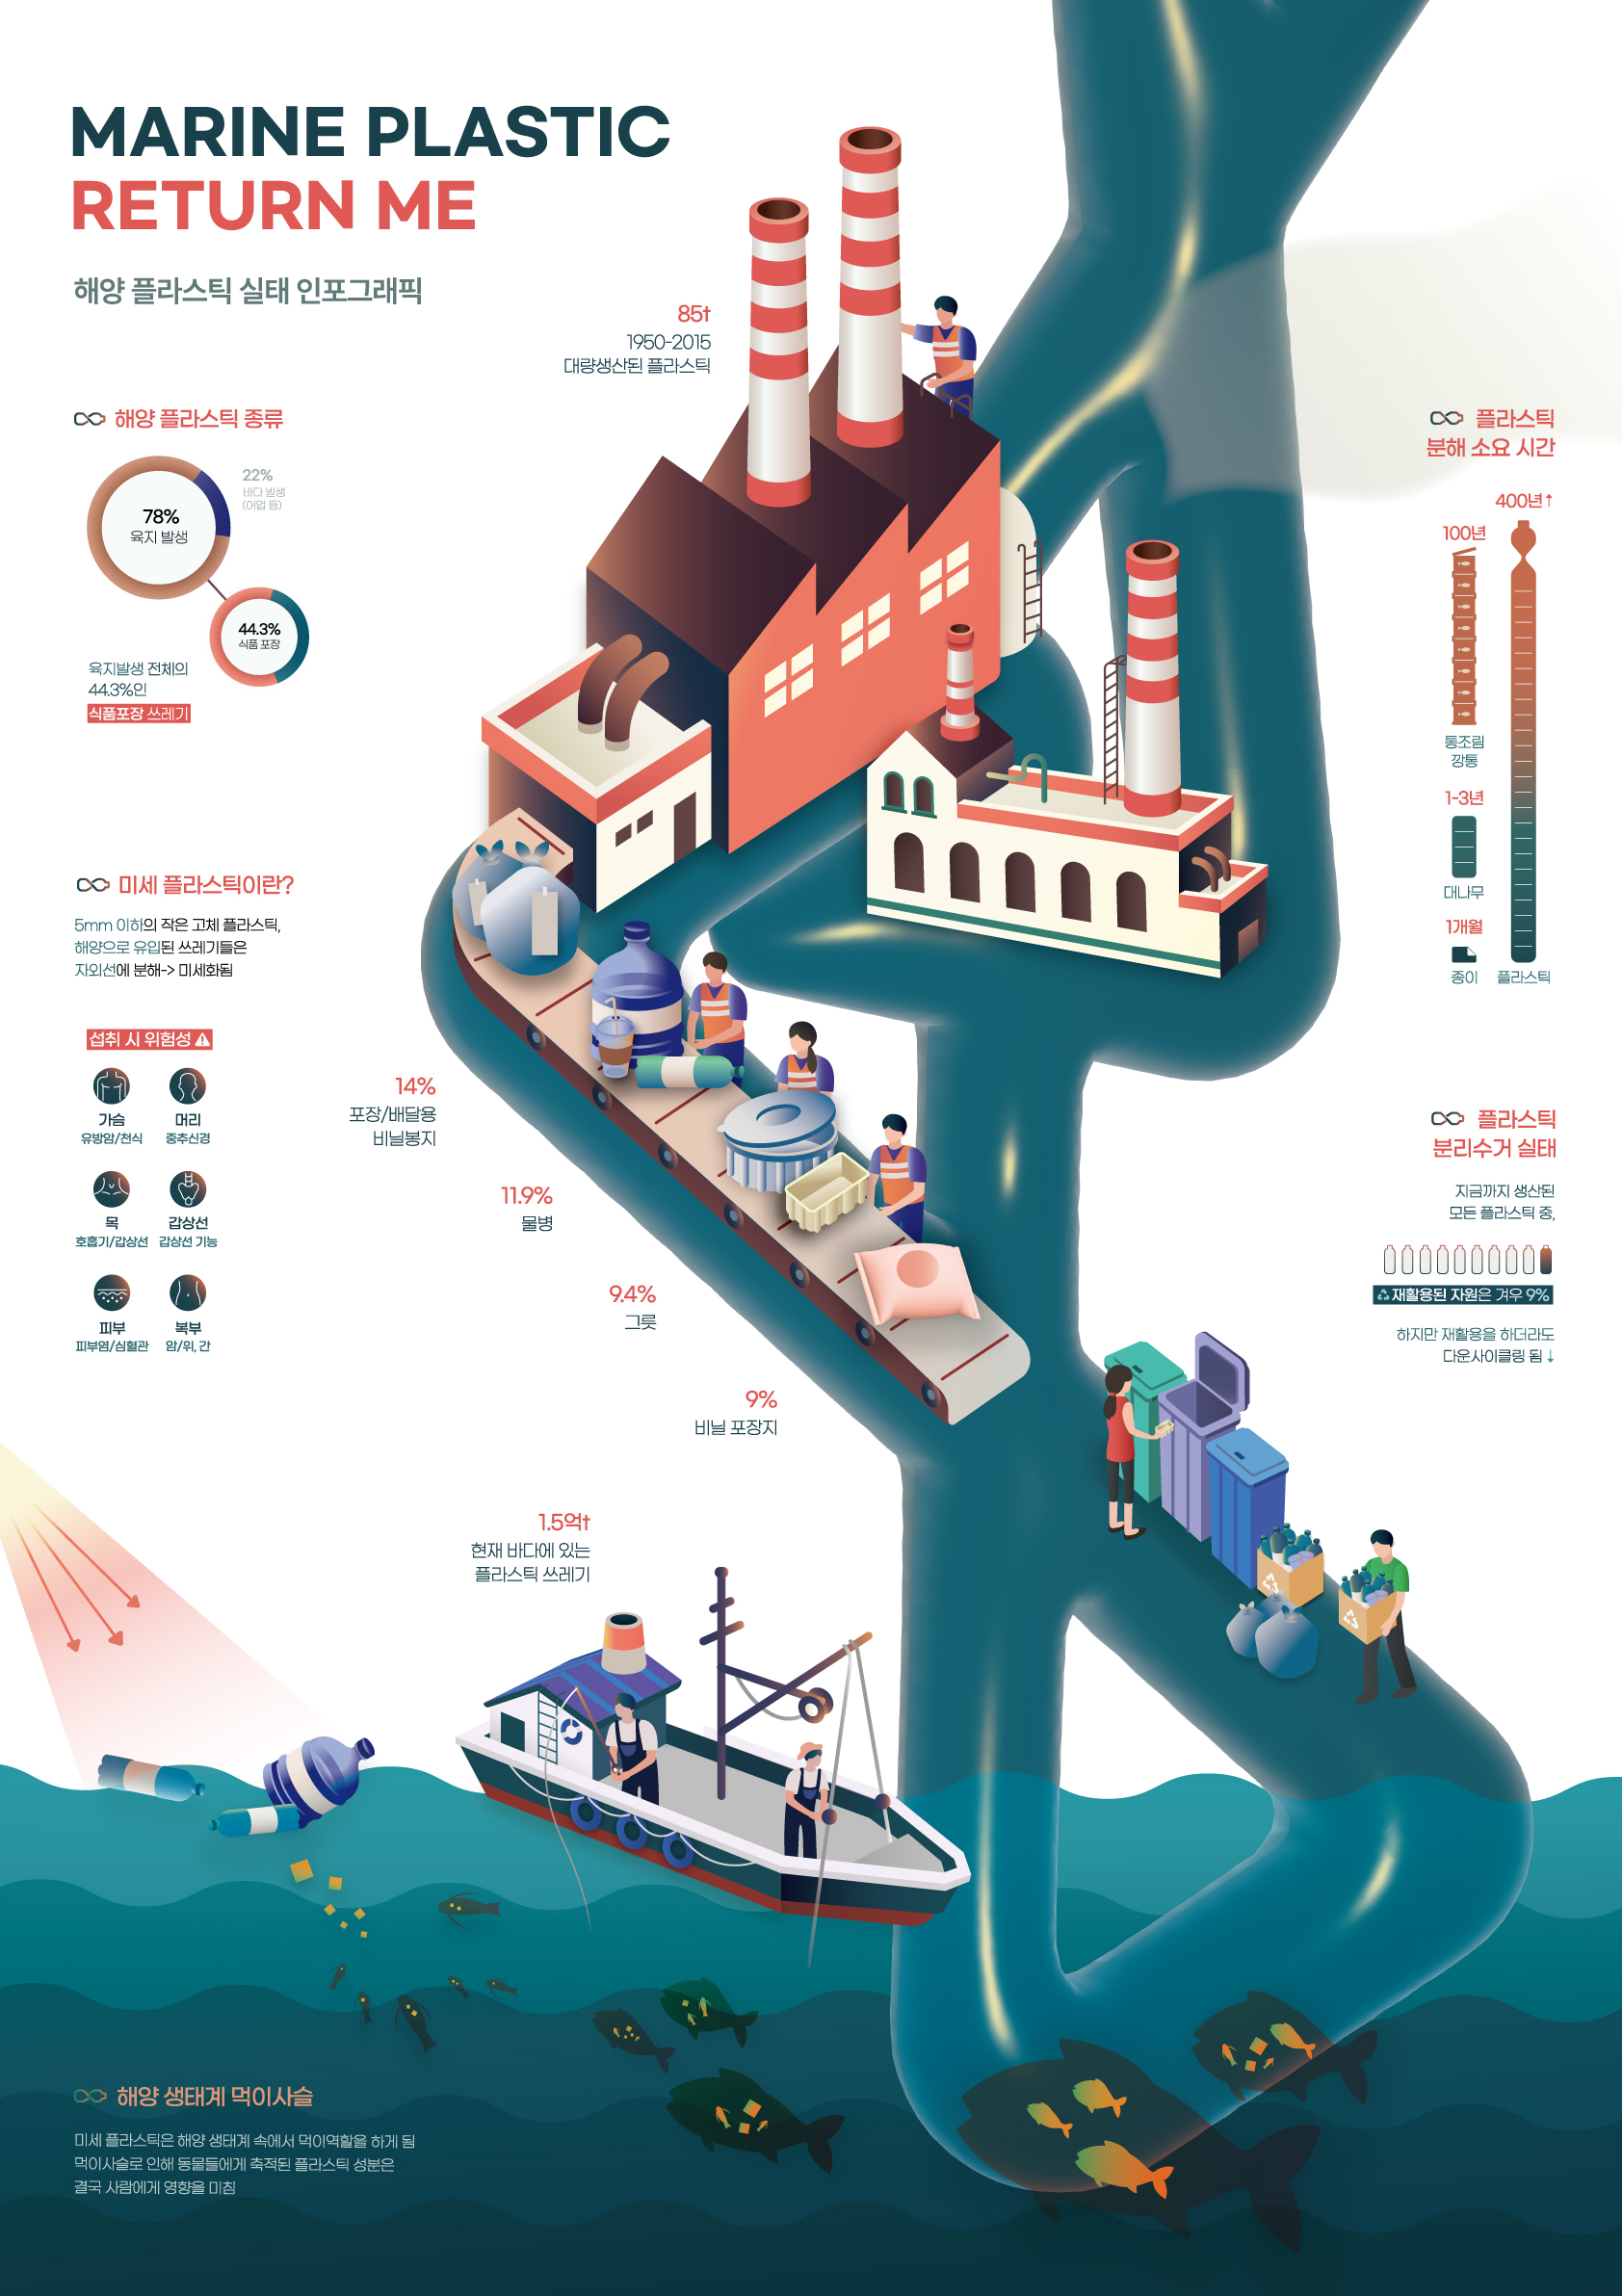 MARINE PLASTIC
RETURN ME
해양 플라스틱 실태 인포그래픽
85t
1950-2015
대량생산된 플라스틱
해양 플라스틱 종류
78%
육지 발생
22%
바다 발생
(어업 등)
44.3%
식품 포장
육지발생 전체의
44.3%인
식품포장 쓰레기
플라스틱
분해 소요 시간
400년↑
100년
통조림
깡통
1-3년
대나무
1개월
종이
플라스틱
미세 플라스틱이란?
5mm 이하의 작은 고체 플라스틱,
해양으로 유입된 쓰레기들은
자외선에 분해-> 미세화됨
섭취 시 위험성
가슴
유방암/천식
머리
중추신경
목
호흡기/갑상선
갑상선
갑상선 기능
피부
피부염/심혈관
복부
암/위, 간
14%
포장/배달용
비닐봉지
11.9%
물병
9.4%
그릇
9%
비닐 포장지
플라스틱
분리수거 실태
지금까지 생산된
모든 플라스틱 중,
재활용된 자원은 겨우 9%
하지만 재활용을 하더라도
다운사이클링 됨 ↓
1.5억t
현재 바다에 있는
플라스틱 쓰레기
해양 생태계 먹이사슬
미세 플라스틱은 해양 생태계 속에서 먹이역할을 하게 됨
먹이사슬로 인해 동물들에게 축적된 플라스틱 성분은
결국 사람에게 영향을 미침